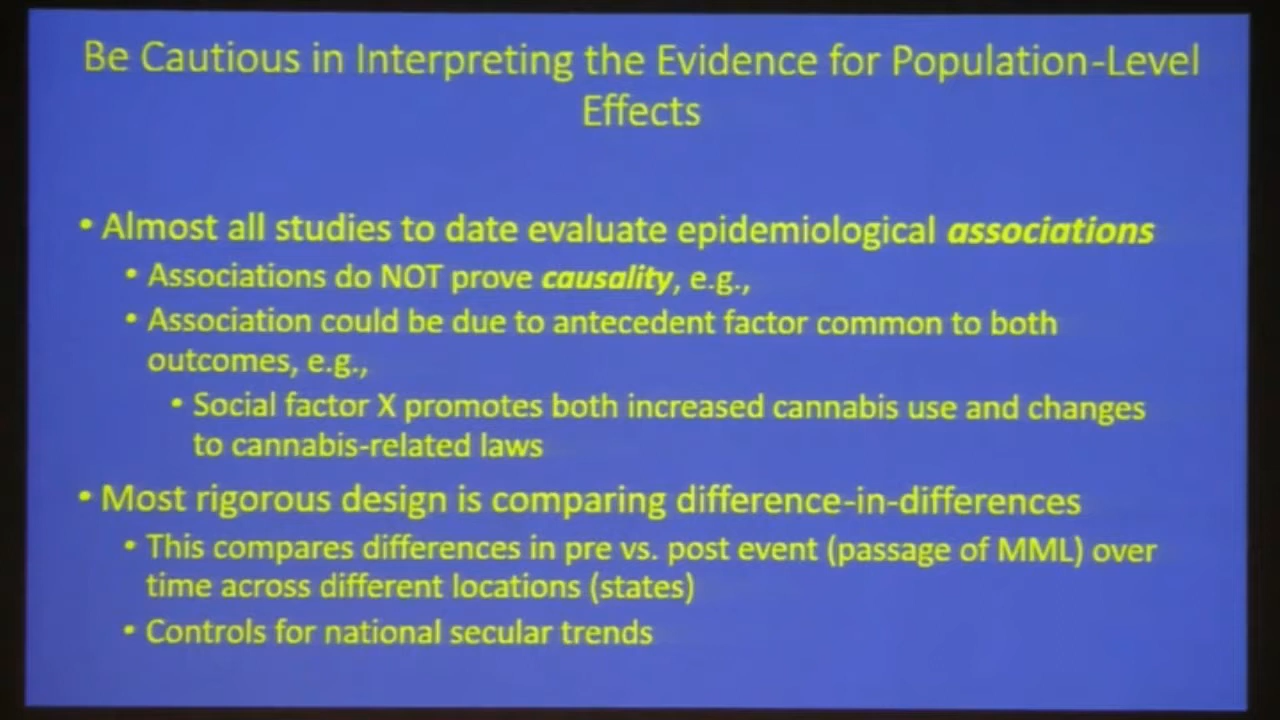 Be Cautious in Interpreting the Evidence for Population-Level
Effects
• Almost all studies to date evaluate epidemiological associations
• Associations do NOT prove causality, e.g.,
• Association could be due to antecedent factor common to both
outcomes, e.g.,
• Social factor X promotes both increased cannabis use and changes
to cannabis-related laws
• Most rigorous design is comparing difference-in-differences
• This compares differences in pre vs. post event (passage of MML) over
time across different locations (states)
• Controls for national secular trends